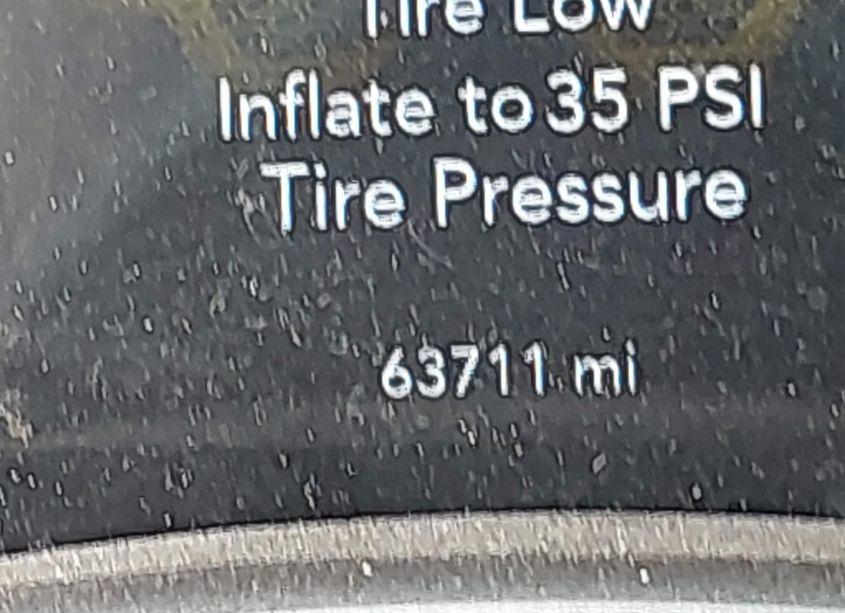 Tire Low
Inflate to 35 PSI
Tire Pressure
63711 mi